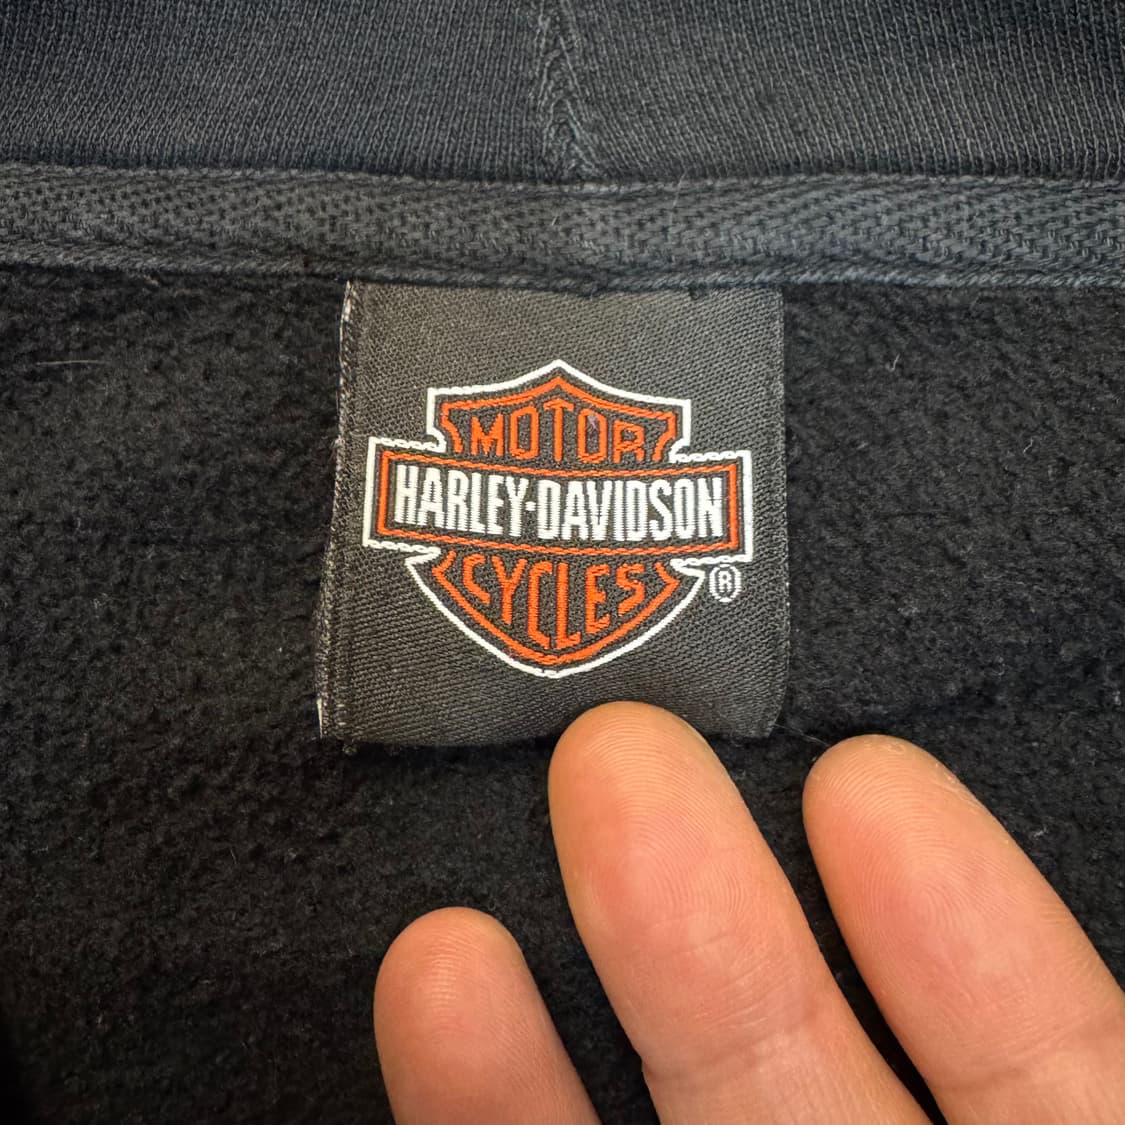 MOTOR
HARLEY-DAVIDSON
CYCLES
®